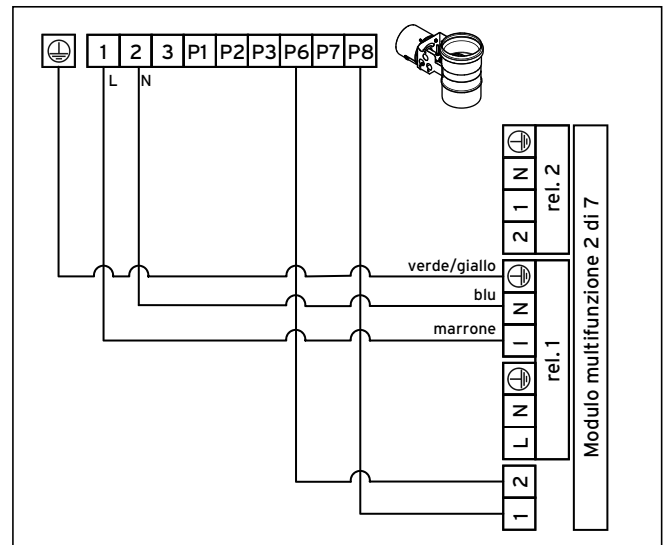 1 2 3 P1 P2 P3 P6 P7 P8
L N
verde/giallo
blu
marrone
2 1 N
rel. 2
1 N
L N
rel. 1
1 2
Modulo multifunzione 2 di 7